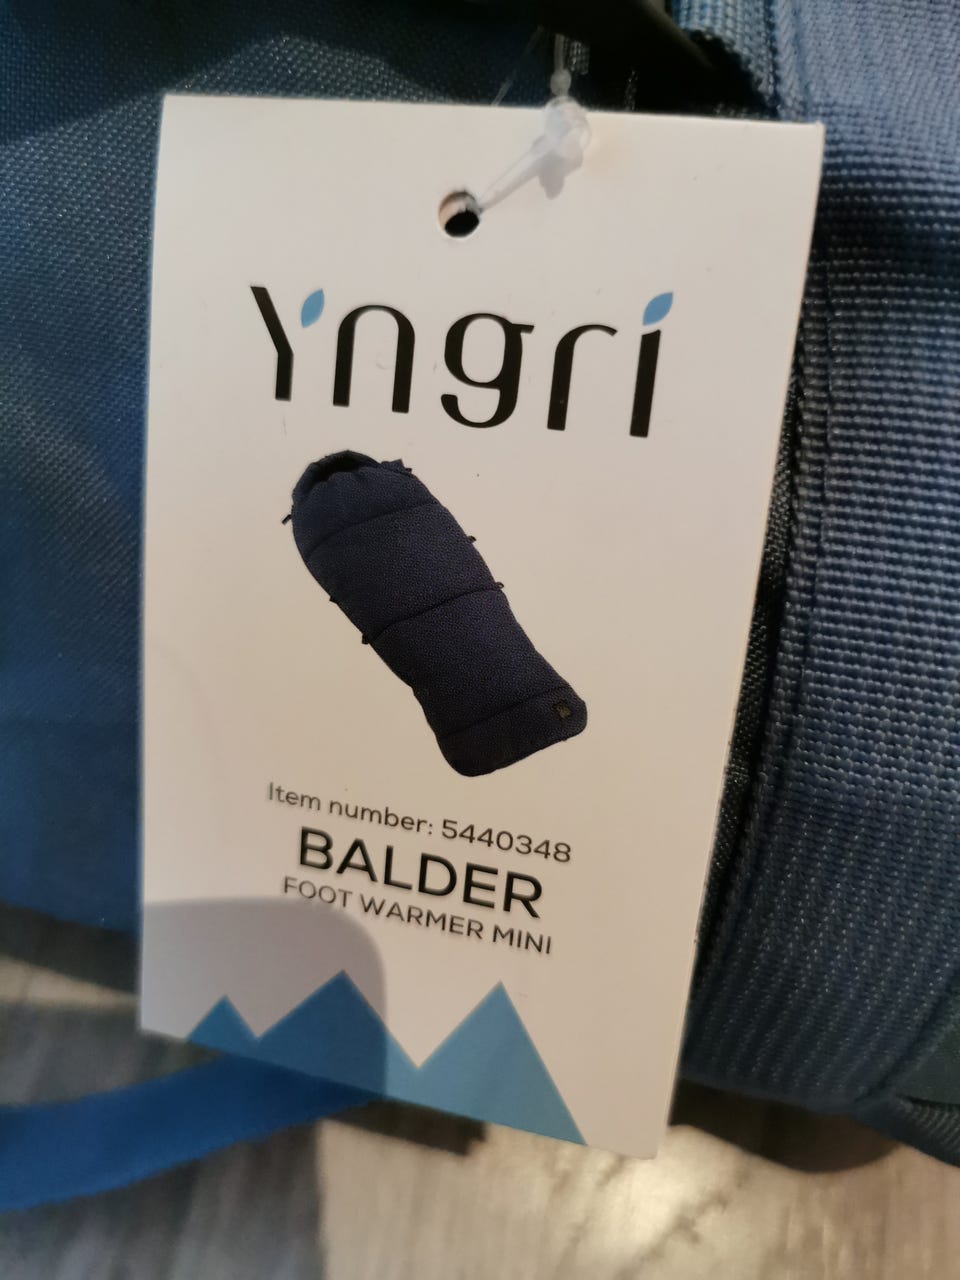 Yngri
Item number: 5440348
BALDER
FOOT WARMER MINI